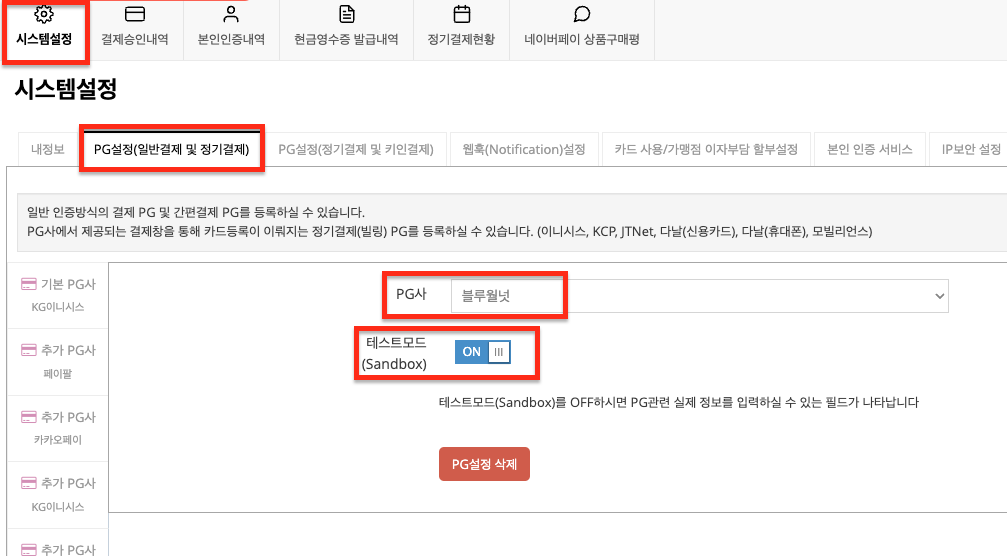 시스템설정
결제승인내역
본인인증내역
현금영수증 발급내역
정기결제현황
네이버페이 상품구매평
시스템설정
내정보
PG설정(일반결제 및 정기결제)
PG설정(정기결제 및 키인결제)
웹훅(Notification)설정
카드 사용/가맹점 이자부담 할부설정
본인 인증 서비스
IP보안 설정
일반 인증방식의 결제 PG 및 간편결제 PG를 등록하실 수 있습니다.
PG사에서 제공되는 결제창을 통해 카드등록이 이뤄지는 정기결제(빌링) PG를 등록하실 수 있습니다. (이니시스, KCP, JTNet, 다날(신용카드), 다날(휴대폰), 모빌리언스)
기본 PG사
KG이니시스
추가 PG사
페이팔
추가 PG사
카카오페이
추가 PG사
KG이니시스
추가 PG사
PG사
블루월넛
테스트모드
(Sandbox)
ON
테스트모드(Sandbox)를 OFF하시면 PG관련 실제 정보를 입력하실 수 있는 필드가 나타납니다
PG설정 삭제